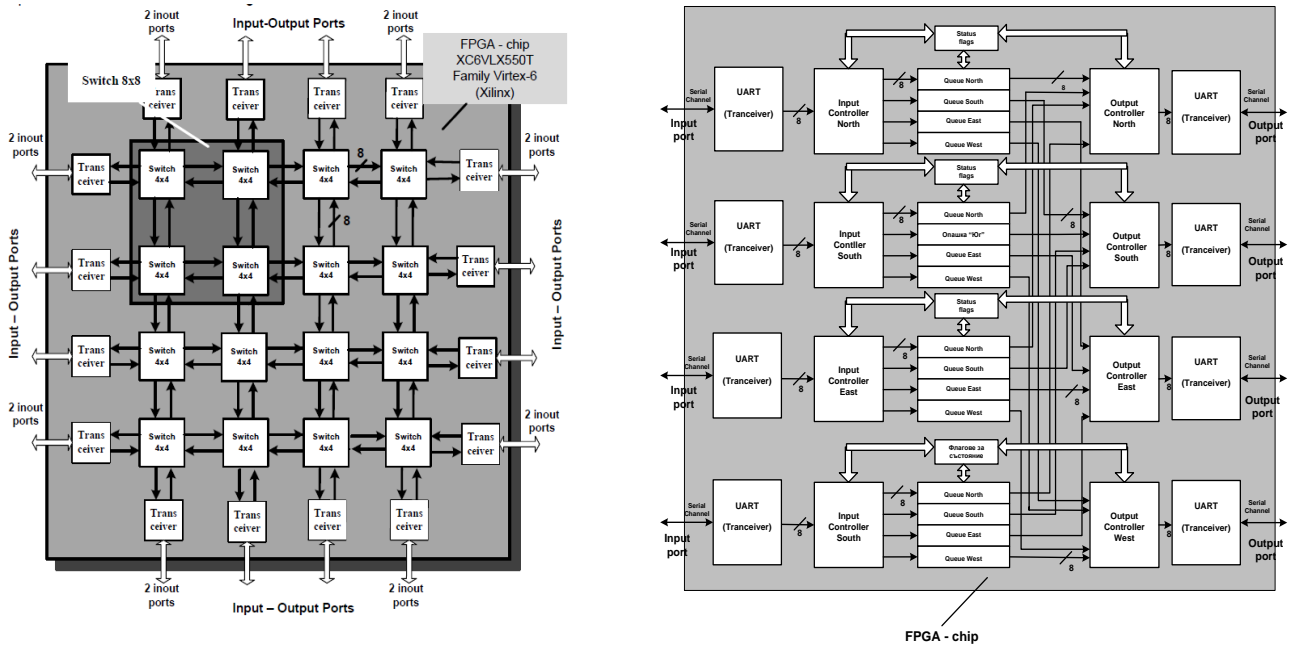 2 inout
ports
Input-Output Ports
2 inout
ports
FPGA - chip
XC6VLX550T
Family Virtex-6
(Xilinx)
Switch 8x8
Trans
ceiver
Trans
ceiver
Trans
ceiver
Trans
ceiver
2 inout
ports
2 inout
ports
Trans
ceiver
Switch
4x4
Switch
4x4
8
Switch
4x4
Switch
4x4
Trans
ceiver
8
Trans
ceiver
Switch
4x4
Switch
4x4
Switch
4x4
Switch
4x4
Trans
ceiver
Input – Output Ports
Input – Output Ports
Trans
ceiver
Switch
4x4
Switch
4x4
Switch
4x4
Switch
4x4
Trans
ceiver
2 inout
ports
2 inout
ports
Trans
ceiver
Switch
4x4
Switch
4x4
Switch
4x4
Switch
4x4
Trans
ceiver
Trans
ceiver
Trans
ceiver
Trans
ceiver
Trans
ceiver
2 inout
ports
2 inout
ports
Input – Output Ports
Status
flags
Serial
Channel
Input
port
UART
(Tranceiver)
8
Input
Controller
North
8
Queue North
Queue South
Queue East
Queue West
8
Output
Controller
North
8
UART
(Tranceiver)
Serial
Channel
Output
port
Status
flags
Serial
Channel
Input
port
UART
(Tranceiver)
8
Input
Contller
South
8
Queue North
Опашка "Юг"
Queue East
Queue West
8
Output
Controller
South
8
UART
(Tranceiver)
Serial
Channel
Output
port
Status
flags
Serial
Channel
Input
port
UART
(Tranceiver)
8
Input
Controller
East
8
Queue North
Queue South
Queue East
Queue West
8
Output
Controller
East
8
UART
(Tranceiver)
Serial
Channel
Output
port
Флагове за
състояние
Serial
Channel
Input
port
UART
(Tranceiver)
8
Input
Controller
South
8
Queue North
Queue South
Queue East
Queue West
8
Output
Controller
West
8
UART
(Tranceiver)
Serial
Channel
Output
port
FPGA - chip